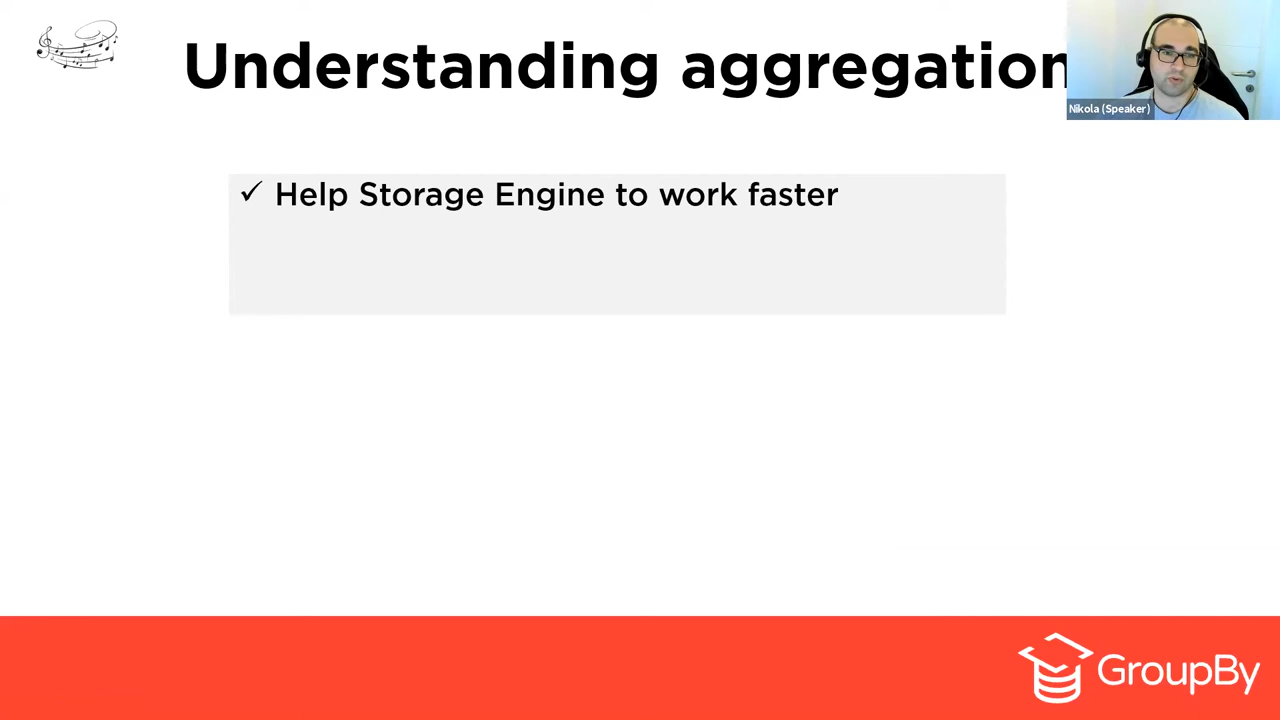 Understanding aggregation
Nikola (Speaker)
✓ Help Storage Engine to work faster
GroupBy